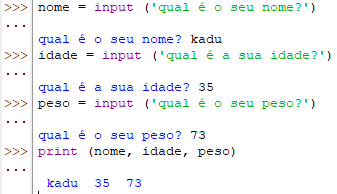 >>> nome = input ('qual é o seu nome?')
...
qual é o seu nome? kadu
>>> idade = input ('qual é a sua idade?')
...
qual é a sua idade? 35
>>> peso = input ('qual é o seu peso?')
...
qual é o seu peso? 73
>>> print (nome, idade, peso)
...
kadu 35 73